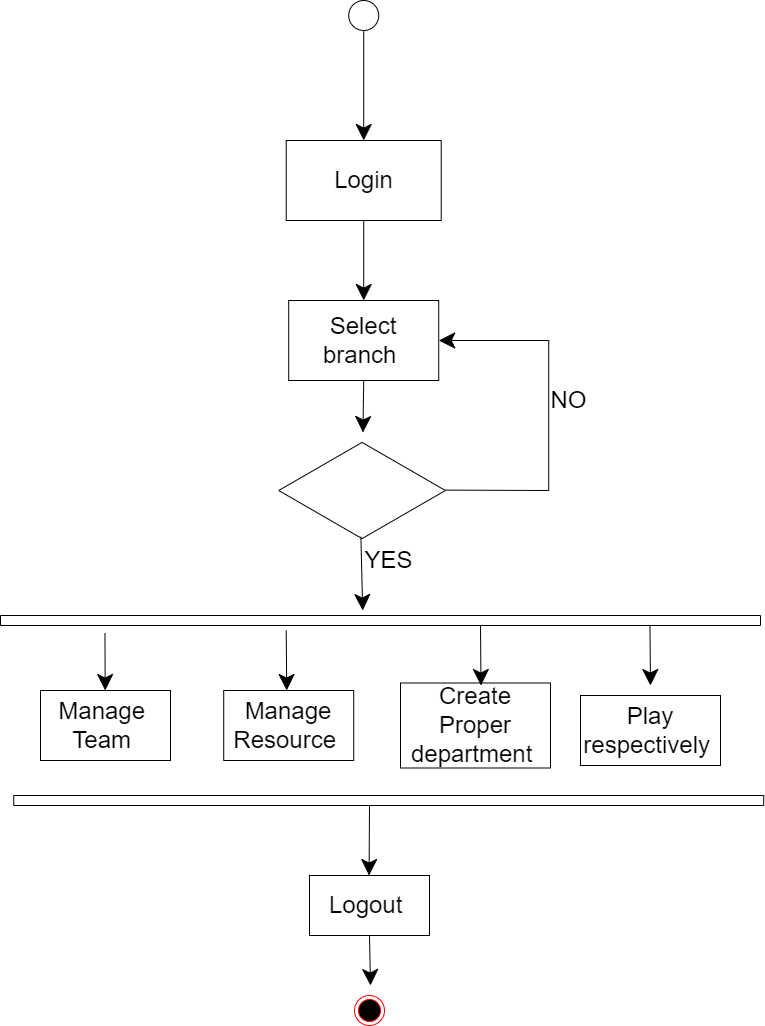 Login
Select
branch
NO
YES
Manage
Team
Manage
Resource
Create
Proper
department
Play
respectively
Logout